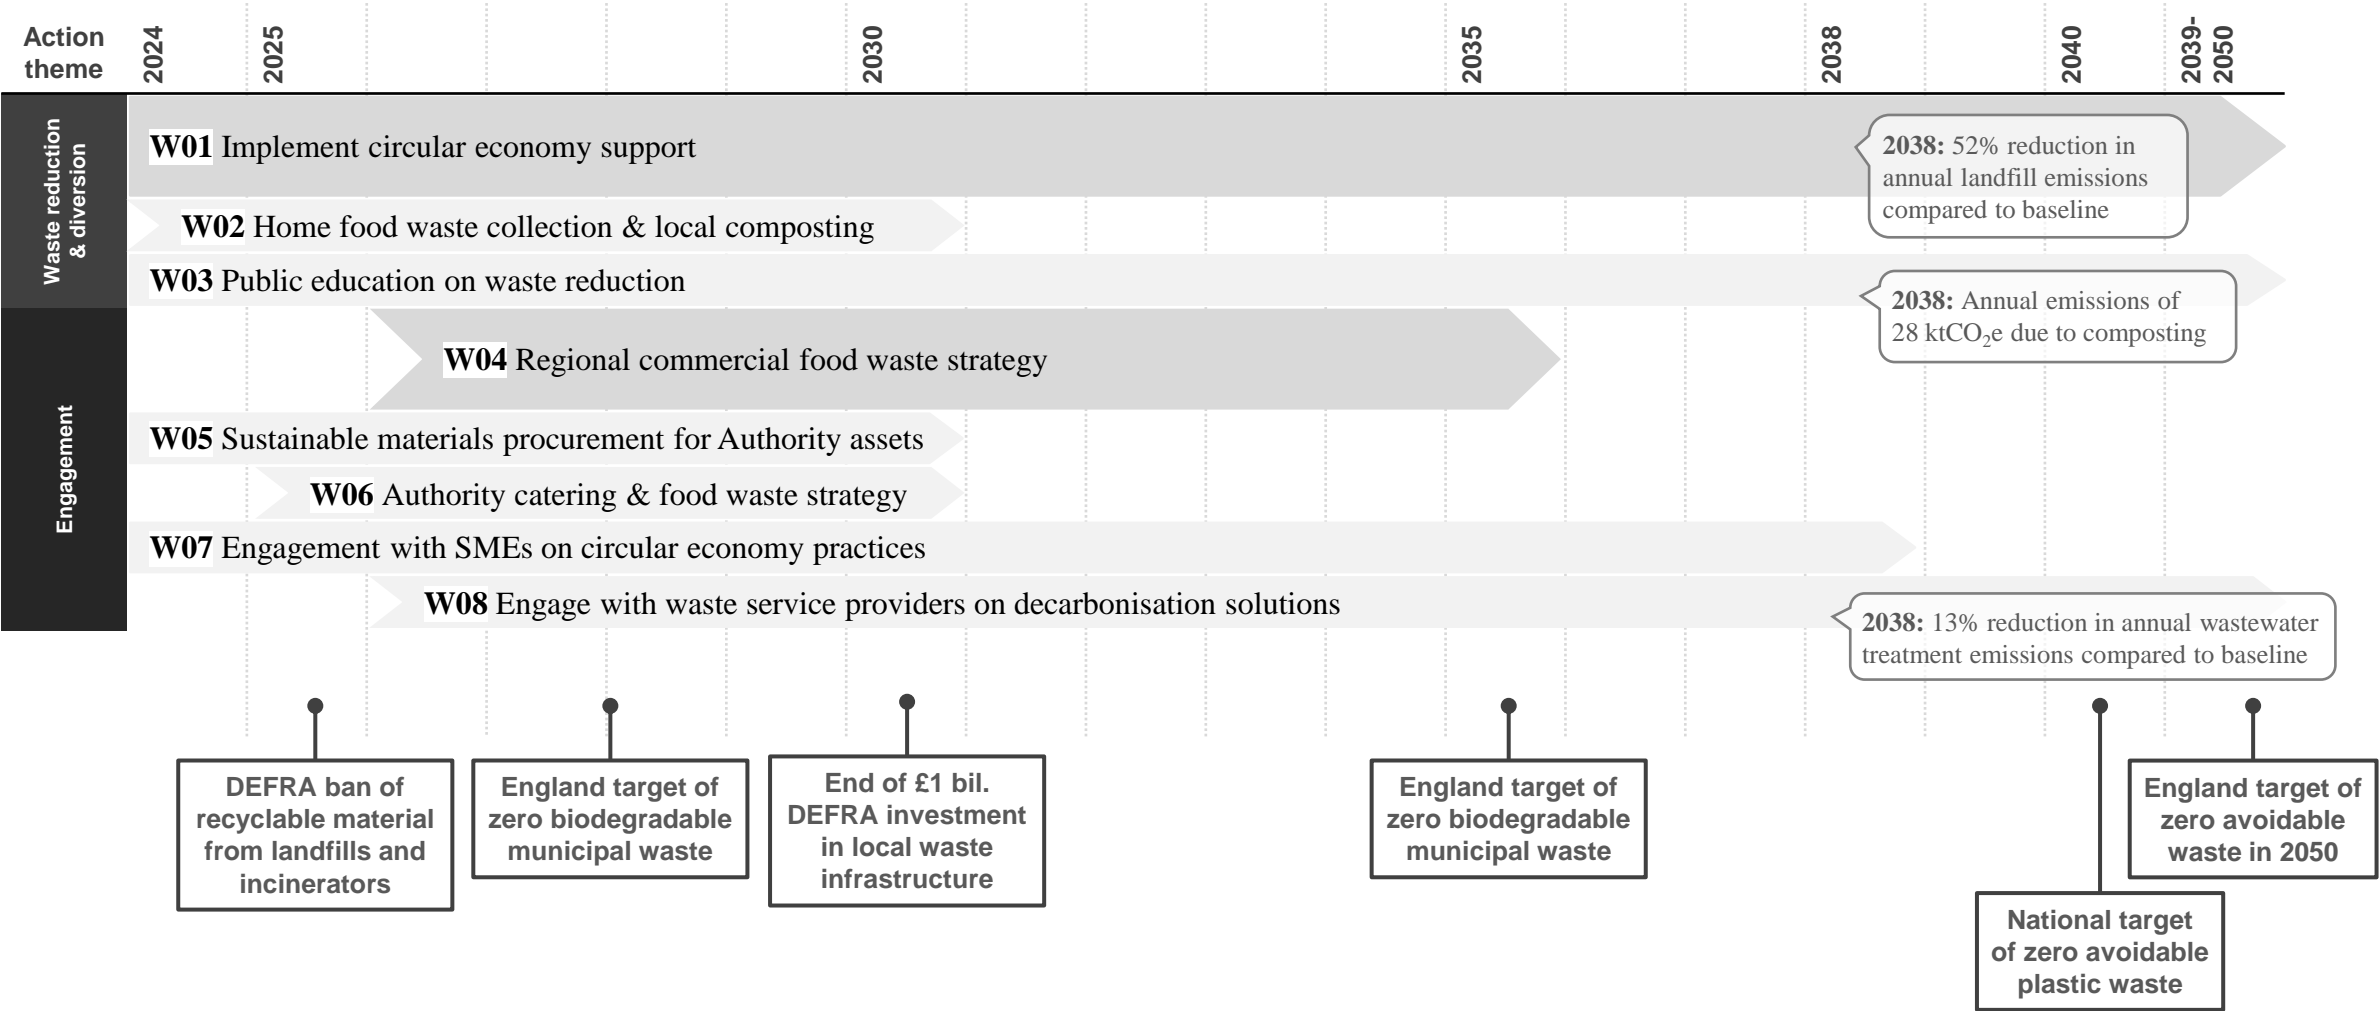 Action
theme
2024
2025
2030
2035
2038
2040
2039-
2050
Waste reduction
& diversion
W01 Implement circular economy support
2038: 52% reduction in
annual landfill emissions
compared to baseline
W02 Home food waste collection & local composting
W03 Public education on waste reduction
2038: Annual emissions of
28 ktCO₂e due to composting
Engagement
W04 Regional commercial food waste strategy
W05 Sustainable materials procurement for Authority assets
W06 Authority catering & food waste strategy
W07 Engagement with SMEs on circular economy practices
W08 Engage with waste service providers on decarbonisation solutions
2038: 13% reduction in annual wastewater
treatment emissions compared to baseline
DEFRA ban of
recyclable material
from landfills and
incinerators
England target of
zero biodegradable
municipal waste
End of £1 bil.
DEFRA investment
in local waste
infrastructure
England target of
zero biodegradable
municipal waste
National target
of zero avoidable
plastic waste
England target of
zero avoidable
waste in 2050